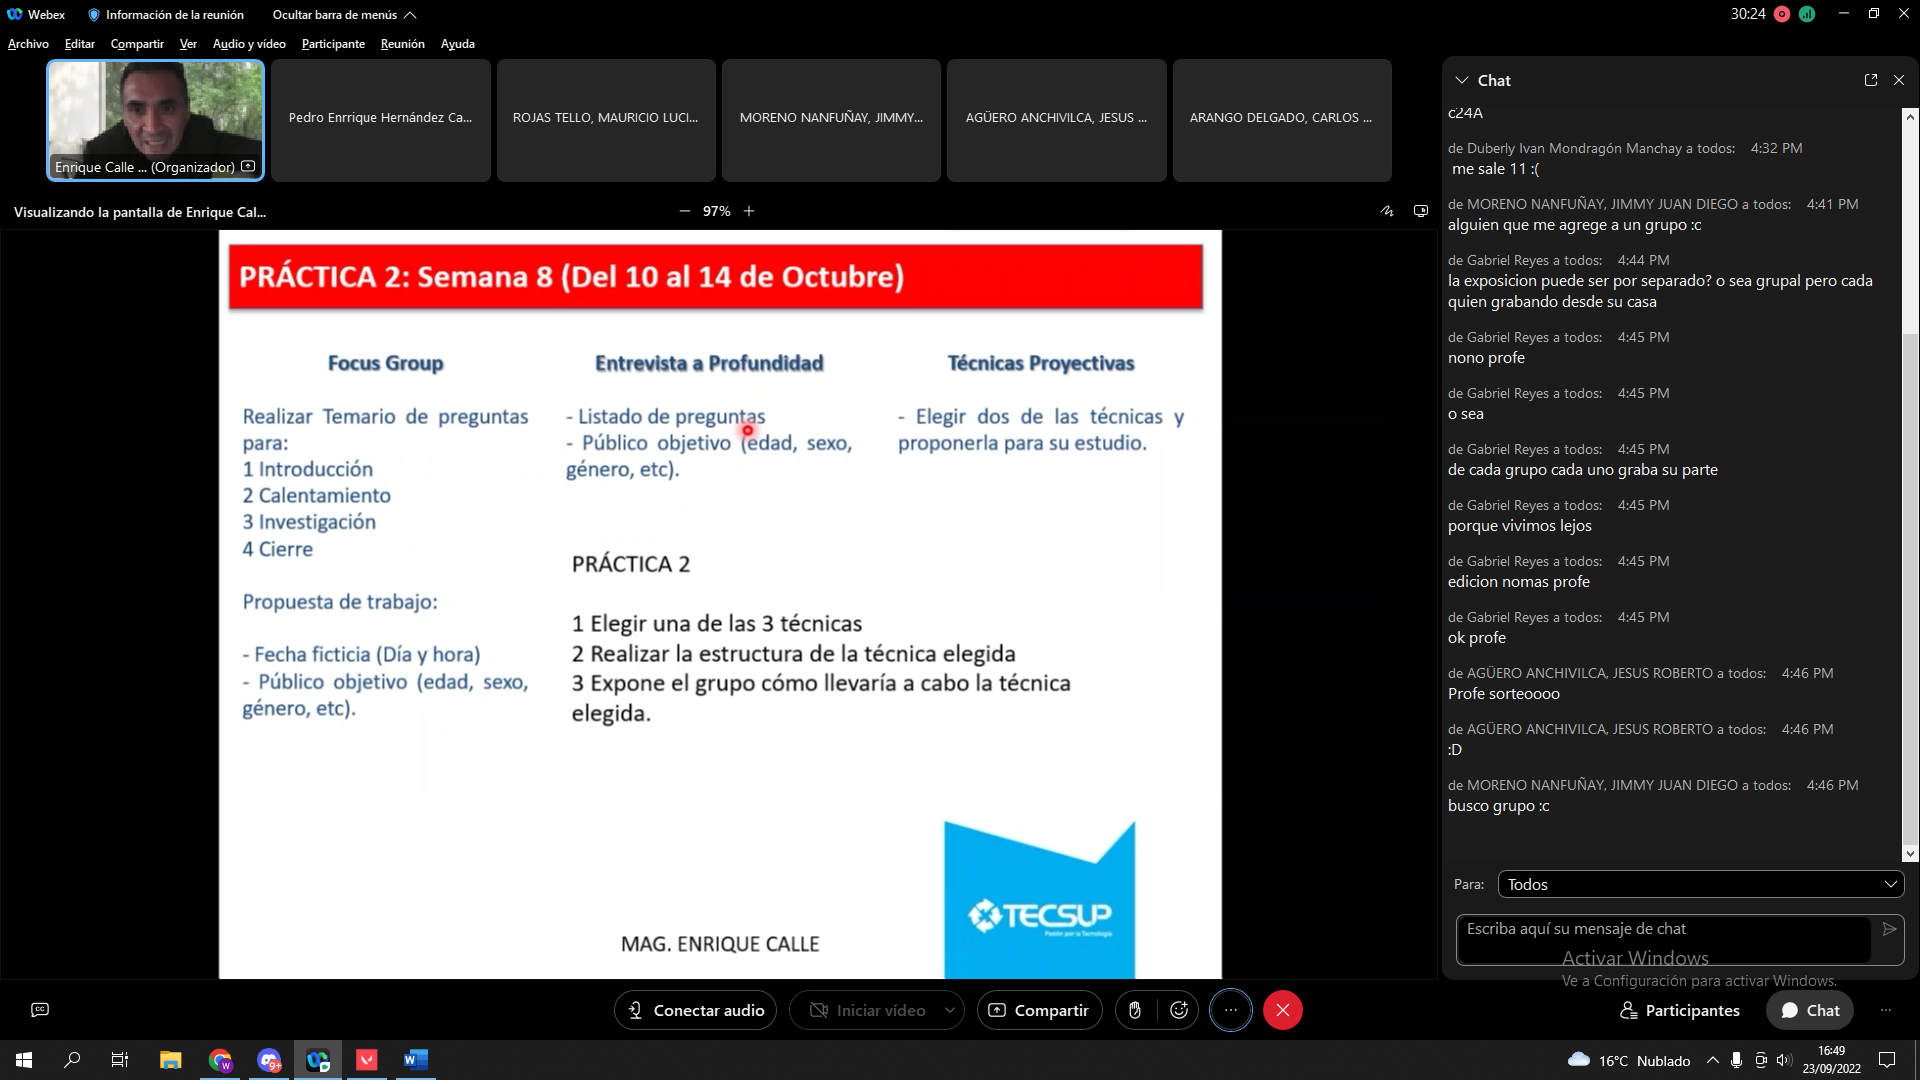 Webex
Información de la reunión
Ocultar barra de menús
30:24
Archivo
Editar
Compartir
Ver
Audio y vídeo
Participante
Reunión
Ayuda
Enrique Calle ... (Organizador)
Pedro Enrrique Hernández Ca...
ROJAS TELLO, MAURICIO LUCI...
MORENO NANFUÑAY, JIMMY...
AGÜERO ANCHIVILCA, JESUS ...
ARANGO DELGADO, CARLOS ...
Visualizando la pantalla de Enrique Cal...
97%
PRÁCTICA 2: Semana 8 (Del 10 al 14 de Octubre)
Focus Group
Realizar Temario de preguntas
para:
1 Introducción
2 Calentamiento
3 Investigación
4 Cierre
Propuesta de trabajo:
- Fecha ficticia (Día y hora)
- Público objetivo (edad, sexo,
género, etc).
Entrevista a Profundidad
- Listado de preguntas
- Público objetivo (edad, sexo,
género, etc).
Técnicas Proyectivas
- Elegir dos de las técnicas y
proponerla para su estudio.
PRÁCTICA 2
1 Elegir una de las 3 técnicas
2 Realizar la estructura de la técnica elegida
3 Expone el grupo cómo llevaría a cabo la técnica
elegida.
MAG. ENRIQUE CALLE
TECSUP
Pasión por la Tecnología
Chat
c24A
de Duberly Ivan Mondragón Manchay a todos: 4:32 PM
me sale 11 :(
de MORENO NANFUÑAY, JIMMY JUAN DIEGO a todos: 4:41 PM
alguien que me agrege a un grupo :c
de Gabriel Reyes a todos: 4:44 PM
la exposicion puede ser por separado? o sea grupal pero cada
quien grabando desde su casa
de Gabriel Reyes a todos: 4:45 PM
nono profe
de Gabriel Reyes a todos: 4:45 PM
o sea
de Gabriel Reyes a todos: 4:45 PM
de cada grupo cada uno graba su parte
de Gabriel Reyes a todos: 4:45 PM
porque vivimos lejos
de Gabriel Reyes a todos: 4:45 PM
edicion nomas profe
de Gabriel Reyes a todos: 4:45 PM
ok profe
de AGÜERO ANCHIVILCA, JESUS ROBERTO a todos: 4:46 PM
Profe sorteoooo
de AGÜERO ANCHIVILCA, JESUS ROBERTO a todos: 4:46 PM
:D
de MORENO NANFUÑAY, JIMMY JUAN DIEGO a todos: 4:46 PM
busco grupo :c
Para:
Todos
Escriba aquí su mensaje de chat
Activar Windows
Ve a Configuración para activar Windows.
Conectar audio
Iniciar vídeo
Compartir
Participantes
Chat
9+
W
16°C Nublado
16:49
23/09/2022